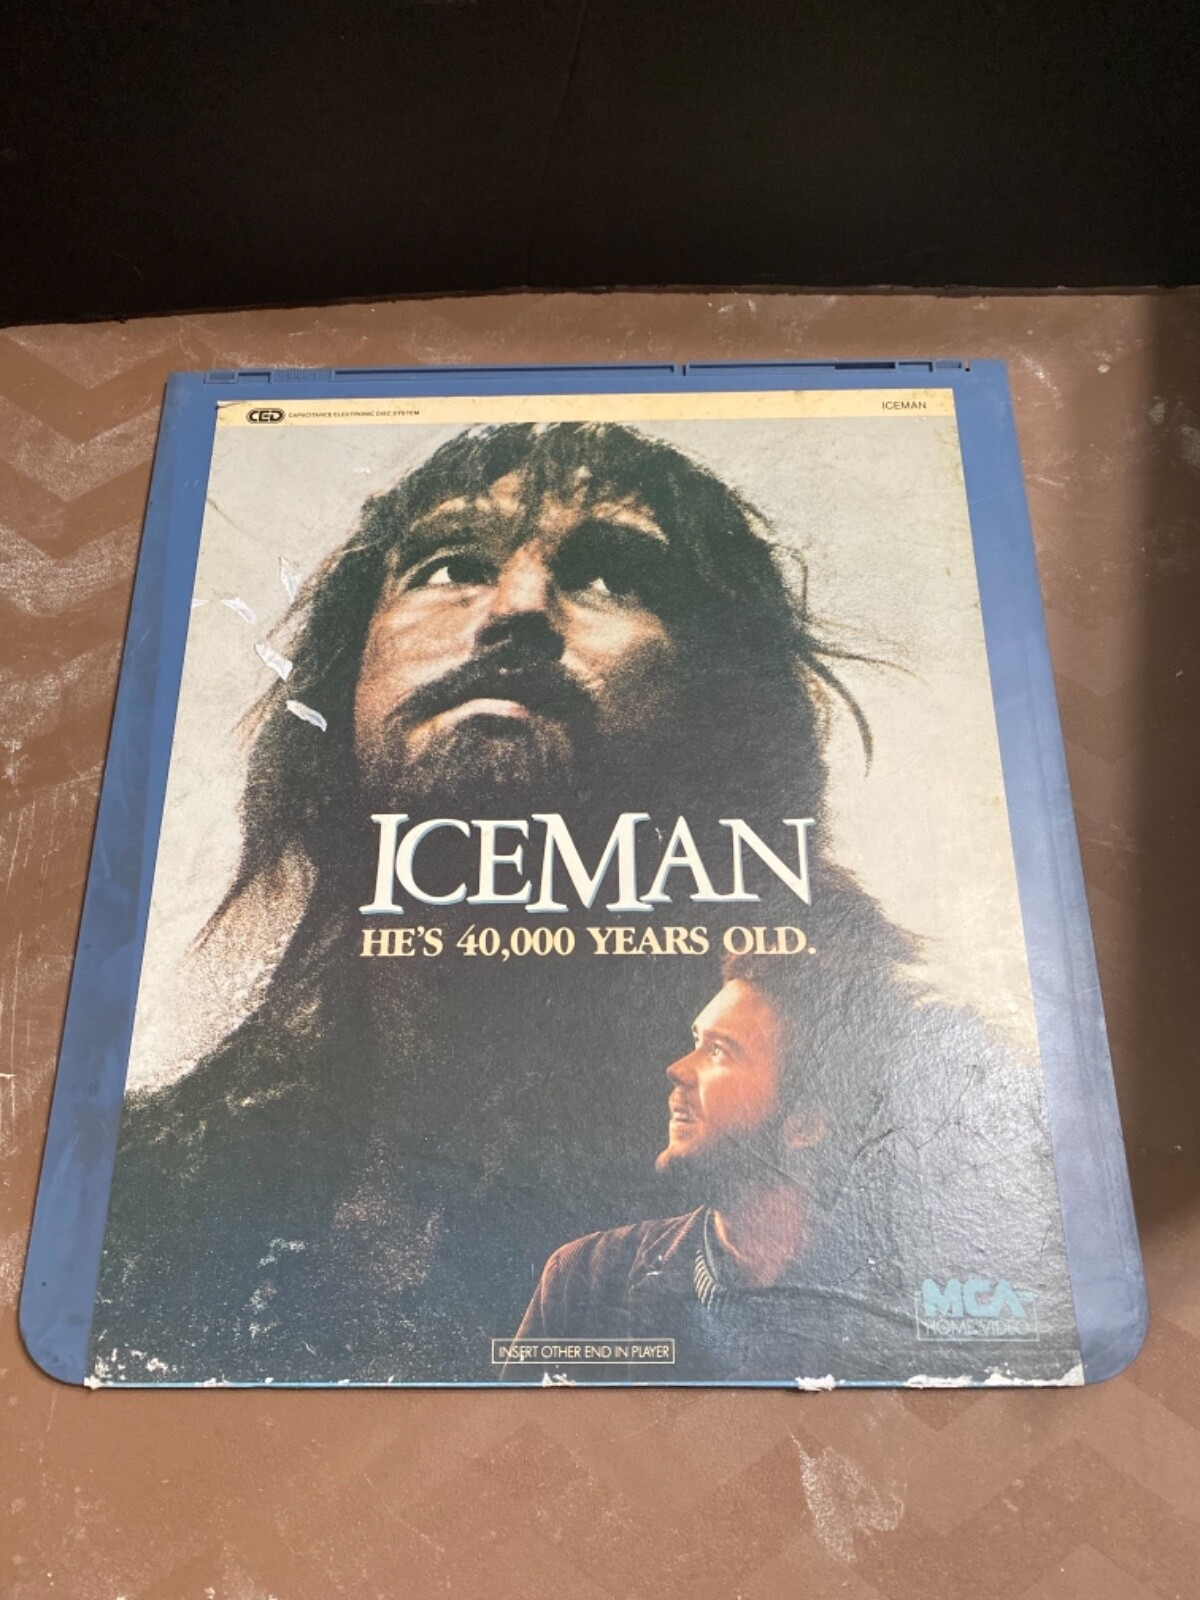 CED CAPACITANCE ELECTRONIC DISC SYSTEM
ICEMAN
ICEMAN
HE'S 40,000 YEARS OLD.
MCA
HOME VIDEO
INSERT OTHER END IN PLAYER